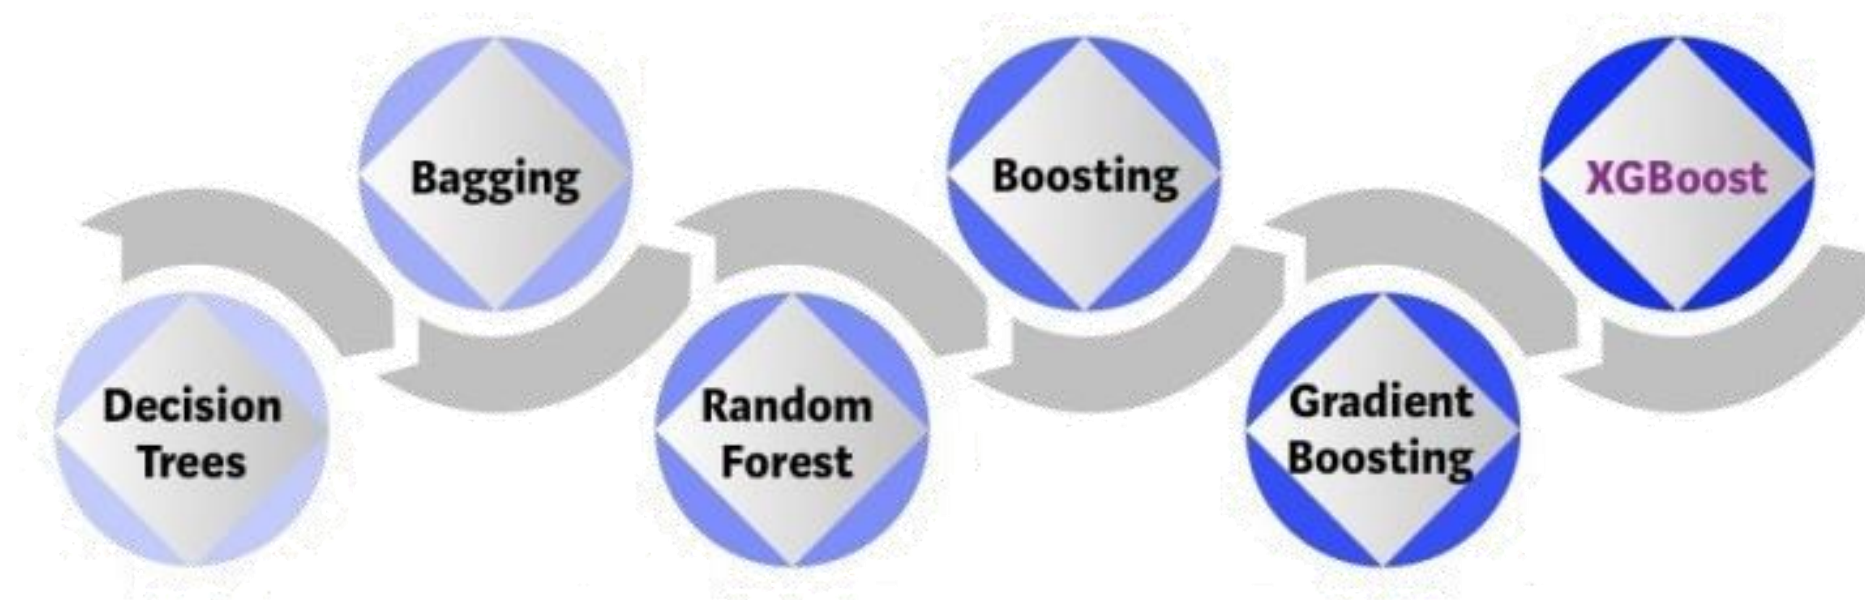 Decision
Trees
Bagging
Random
Forest
Boosting
Gradient
Boosting
XGBoost